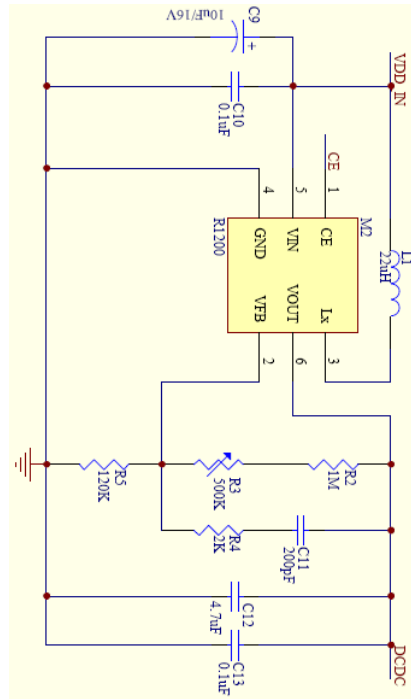 C9
10uF/16V
C10
0.1uF
VDD_IN
CE
L1
22uH
4
5
1
M2
GND
VIN
CE
R1200
VFB
VOUT
Lx
2
6
3
R5
120K
R3
500K
R2
1M
R4
2K
C11
200pF
C12
4.7uF
C13
0.1uF
DCDC